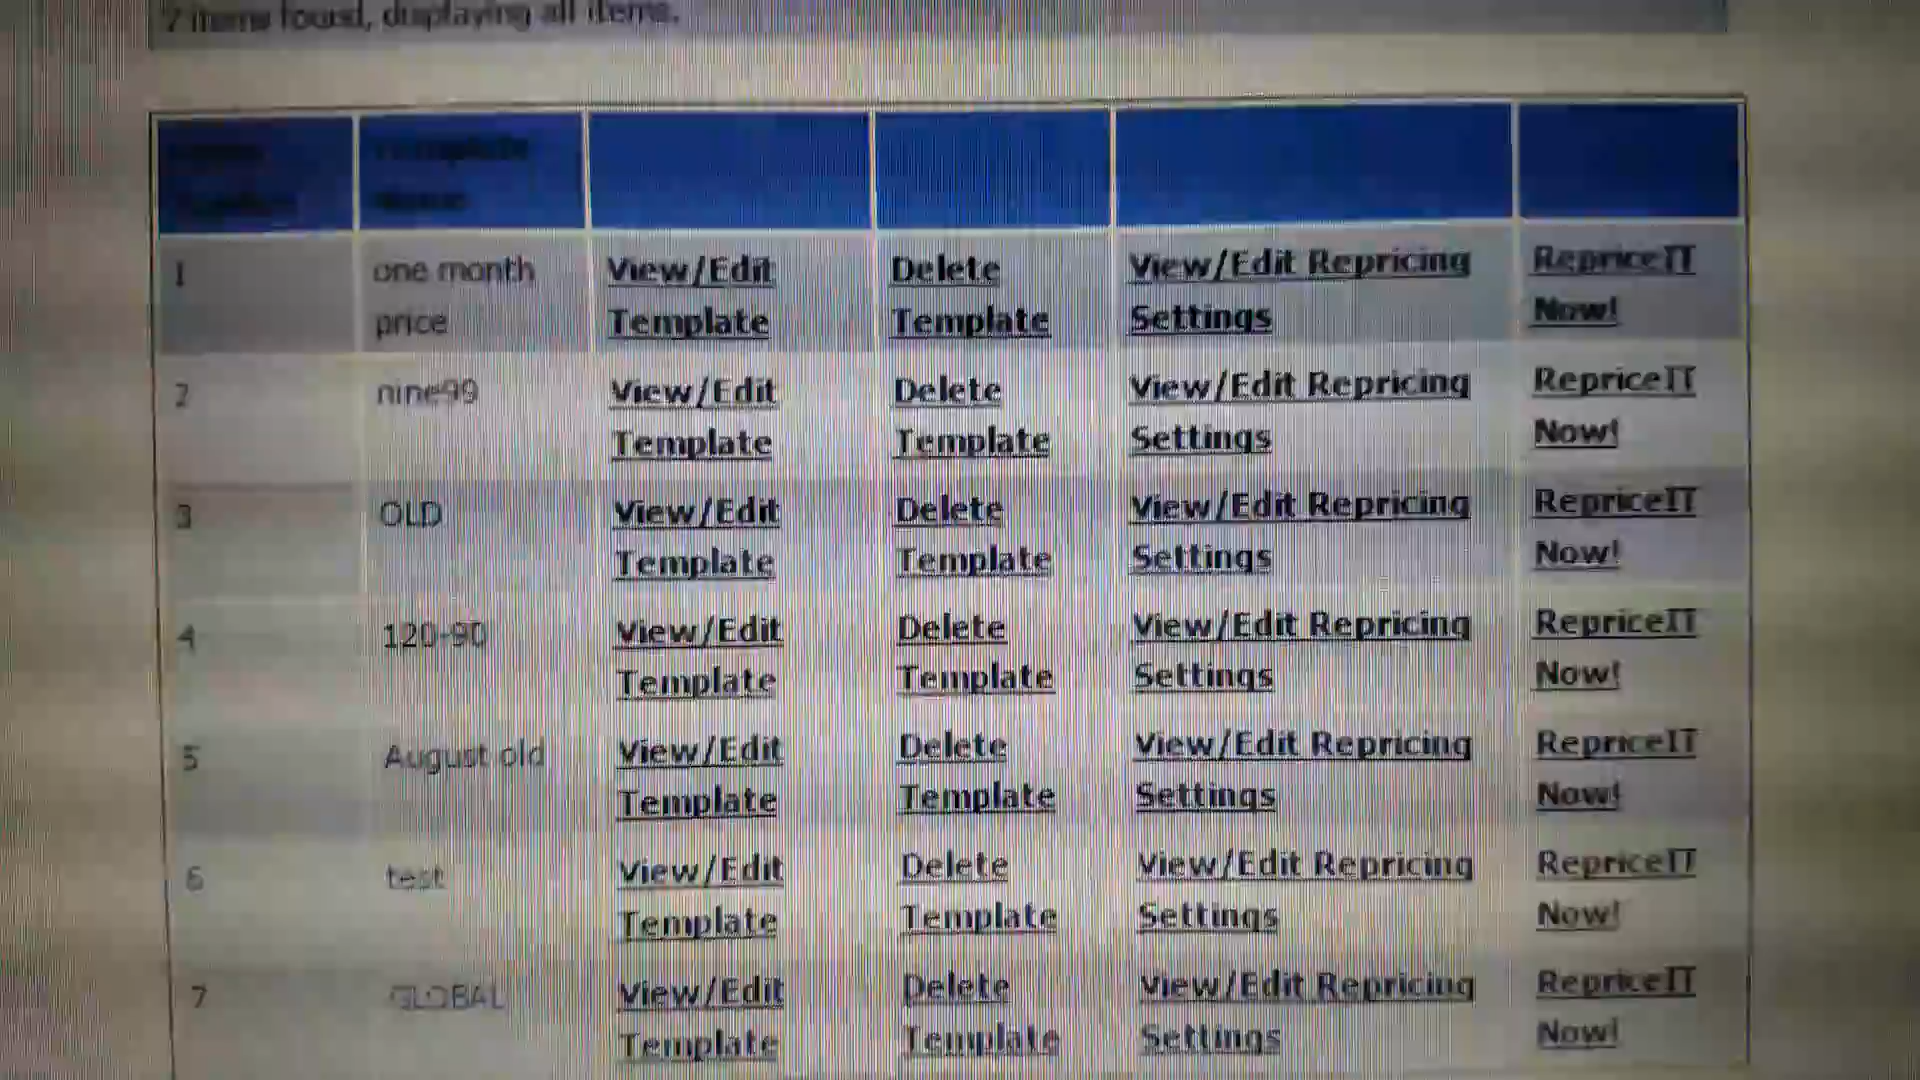 7 items found, displaying all items.
Template
Name
1 one month View/Edit Delete View/Edit Repricing RepriceIT
price Template Template Settings Now!
2 nine99 View/Edit Delete View/Edit Repricing RepriceIT
Template Template Settings Now!
3 OLD View/Edit Delete View/Edit Repricing RepriceIT
Template Template Settings Now!
4 120-90 View/Edit Delete View/Edit Repricing RepriceIT
Template Template Settings Now!
5 August old View/Edit Delete View/Edit Repricing RepriceIT
Template Template Settings Now!
6 test View/Edit Delete View/Edit Repricing RepriceIT
Template Template Settings Now!
7 GLOBAL View/Edit Delete View/Edit Repricing RepriceIT
Template Template Settings Now!